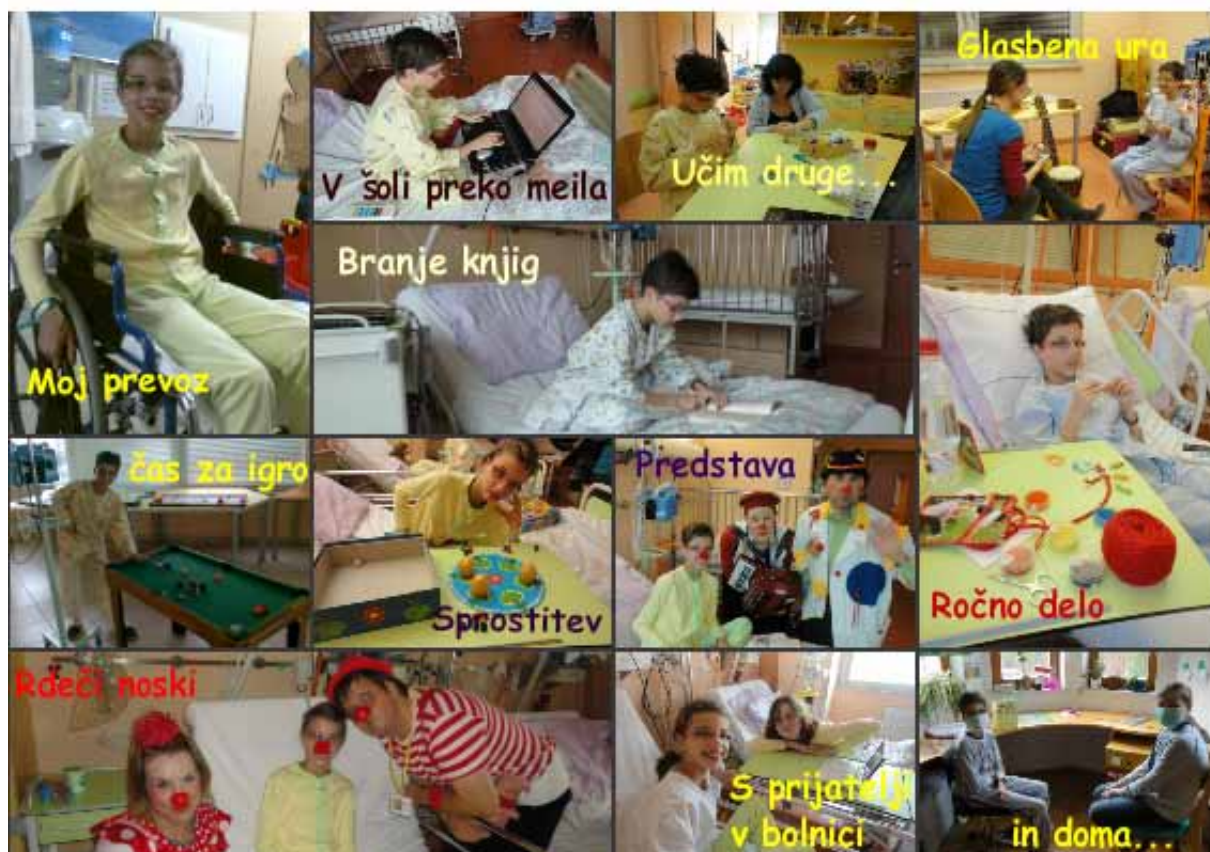 Moj prevoz
V šoli preko meila
Učim druge...
Glasbena ura
Branje knjig
čas za igro
Sprostitev
Predstava
Ročno delo
Rdeči noski
S prijatelji
v bolnici
in doma...